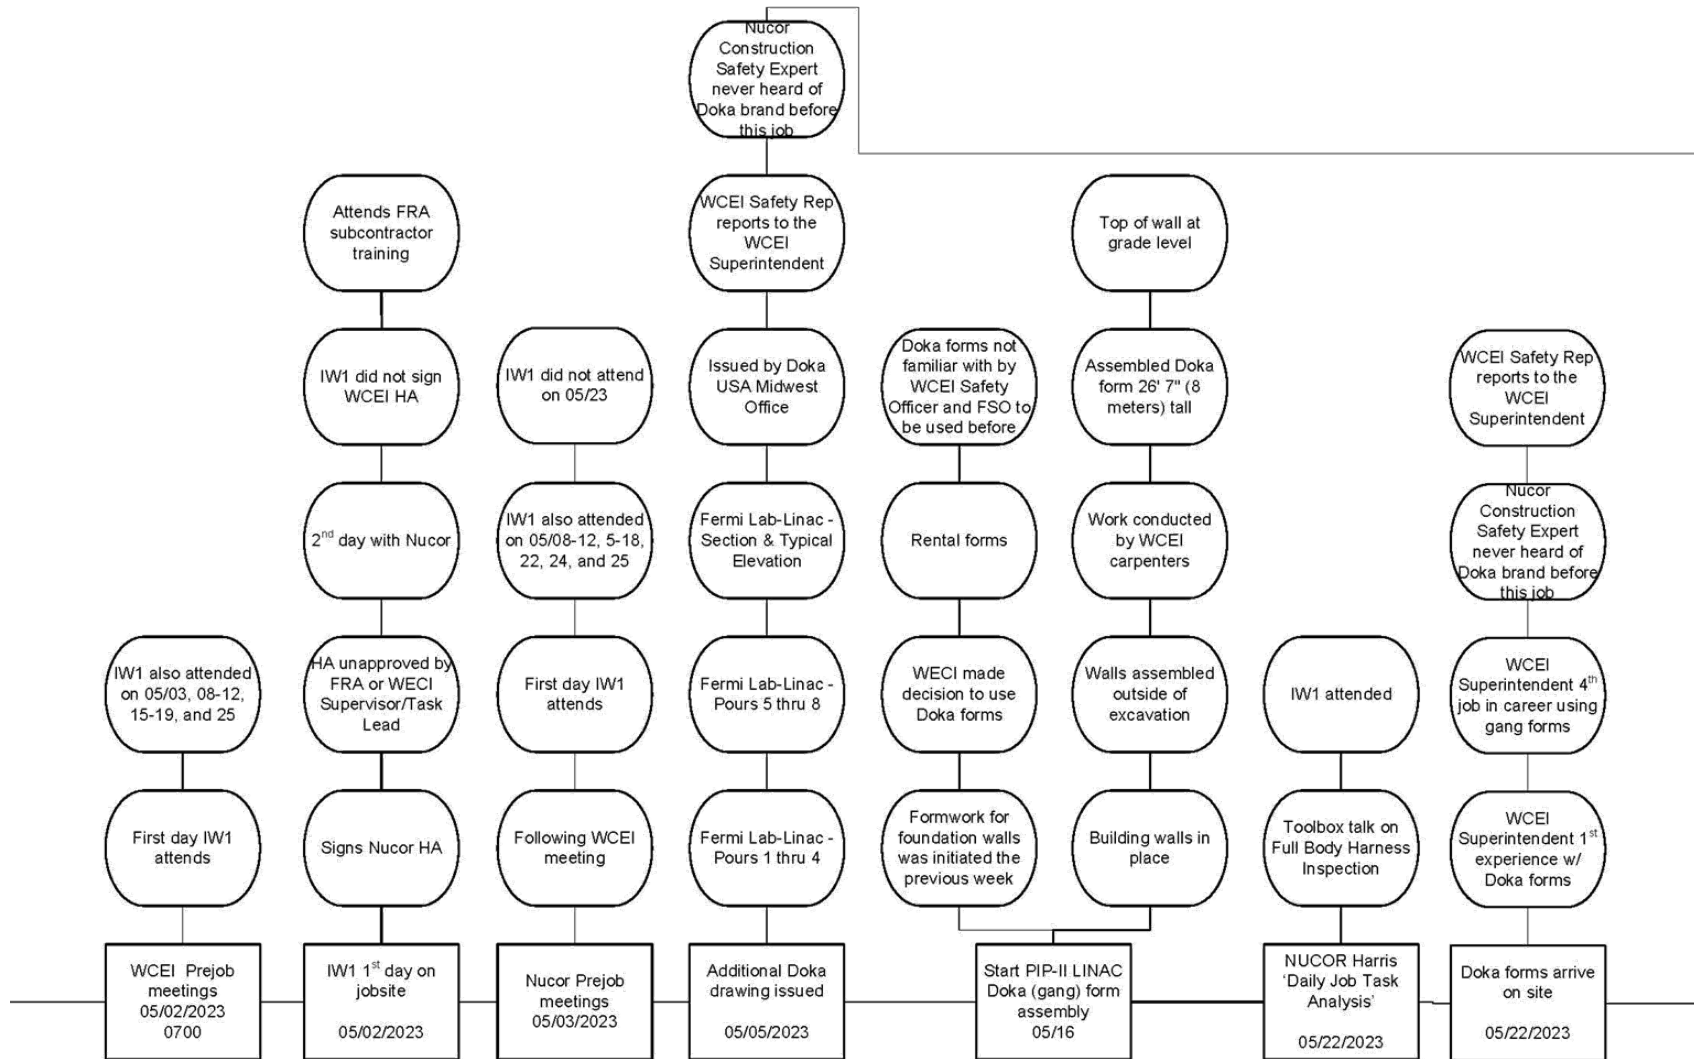 Nucor
Construction
Safety Expert
never heard of
Doka brand before
this job
Attends FRA
subcontractor
training
WCEI Safety Rep
reports to the
WCEI
Superintendent
Top of wall at
grade level
IW1 did not sign
WCEI HA
IW1 did not attend
on 05/23
Issued by Doka
USA Midwest
Office
Doka forms not
familiar with by
WCEI Safety
Officer and FSO to
be used before
Assembled Doka
form 26' 7" (8
meters) tall
WCEI Safety Rep
reports to the
WCEI
Superintendent
2nd day with Nucor
IW1 also attended
on 05/08-12, 5-18,
22, 24, and 25
Fermi Lab-Linac -
Section & Typical
Elevation
Rental forms
Work conducted
by WCEI
carpenters
Nucor
Construction
Safety Expert
never heard of
Doka brand before
this job
IW1 also attended
on 05/03, 08-12,
15-19, and 25
HA unapproved by
FRA or WECI
Supervisor/Task
Lead
First day IW1
attends
Fermi Lab-Linac -
Pours 5 thru 8
WECI made
decision to use
Doka forms
Walls assembled
outside of
excavation
IW1 attended
WCEI
Superintendent 4th
job in career using
gang forms
First day IW1
attends
Signs Nucor HA
Following WCEI
meeting
Fermi Lab-Linac -
Pours 1 thru 4
Formwork for
foundation walls
was initiated the
previous week
Building walls in
place
Toolbox talk on
Full Body Harness
Inspection
WCEI
Superintendent 1st
experience w/
Doka forms
WCEI Prejob
meetings
05/02/2023
0700
IW1 1st day on
jobsite
05/02/2023
Nucor Prejob
meetings
05/03/2023
Additional Doka
drawing issued
05/05/2023
Start PIP-II LINAC
Doka (gang) form
assembly
05/16
NUCOR Harris
'Daily Job Task
Analysis'
05/22/2023
Doka forms arrive
on site
05/22/2023